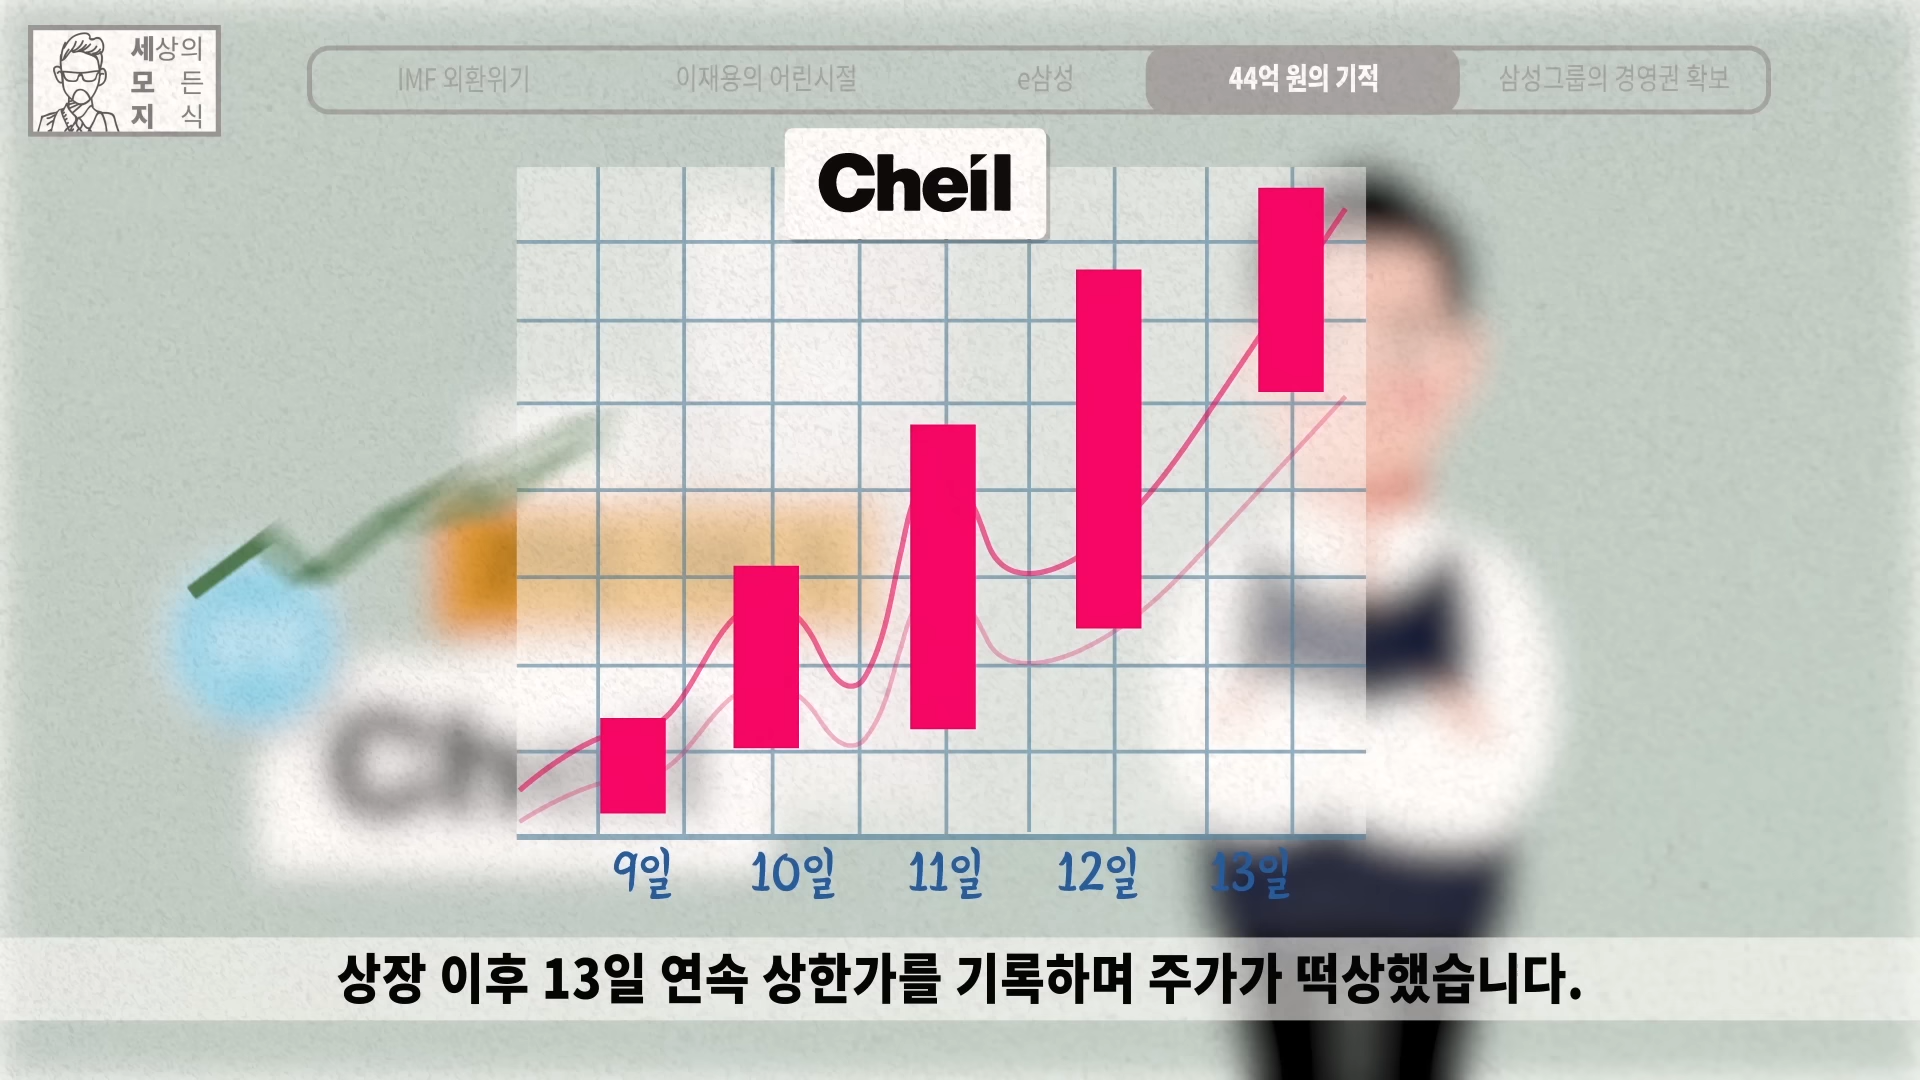 세상의
모든
지식
IMF 외환위기
이재용의 어린시절
e삼성
44억 원의 기적
삼성그룹의 경영권 확보
Cheil
Ch
9일
10일
11일
12일
13일
상장 이후 13일 연속 상한가를 기록하며 주가가 떡상했습니다.